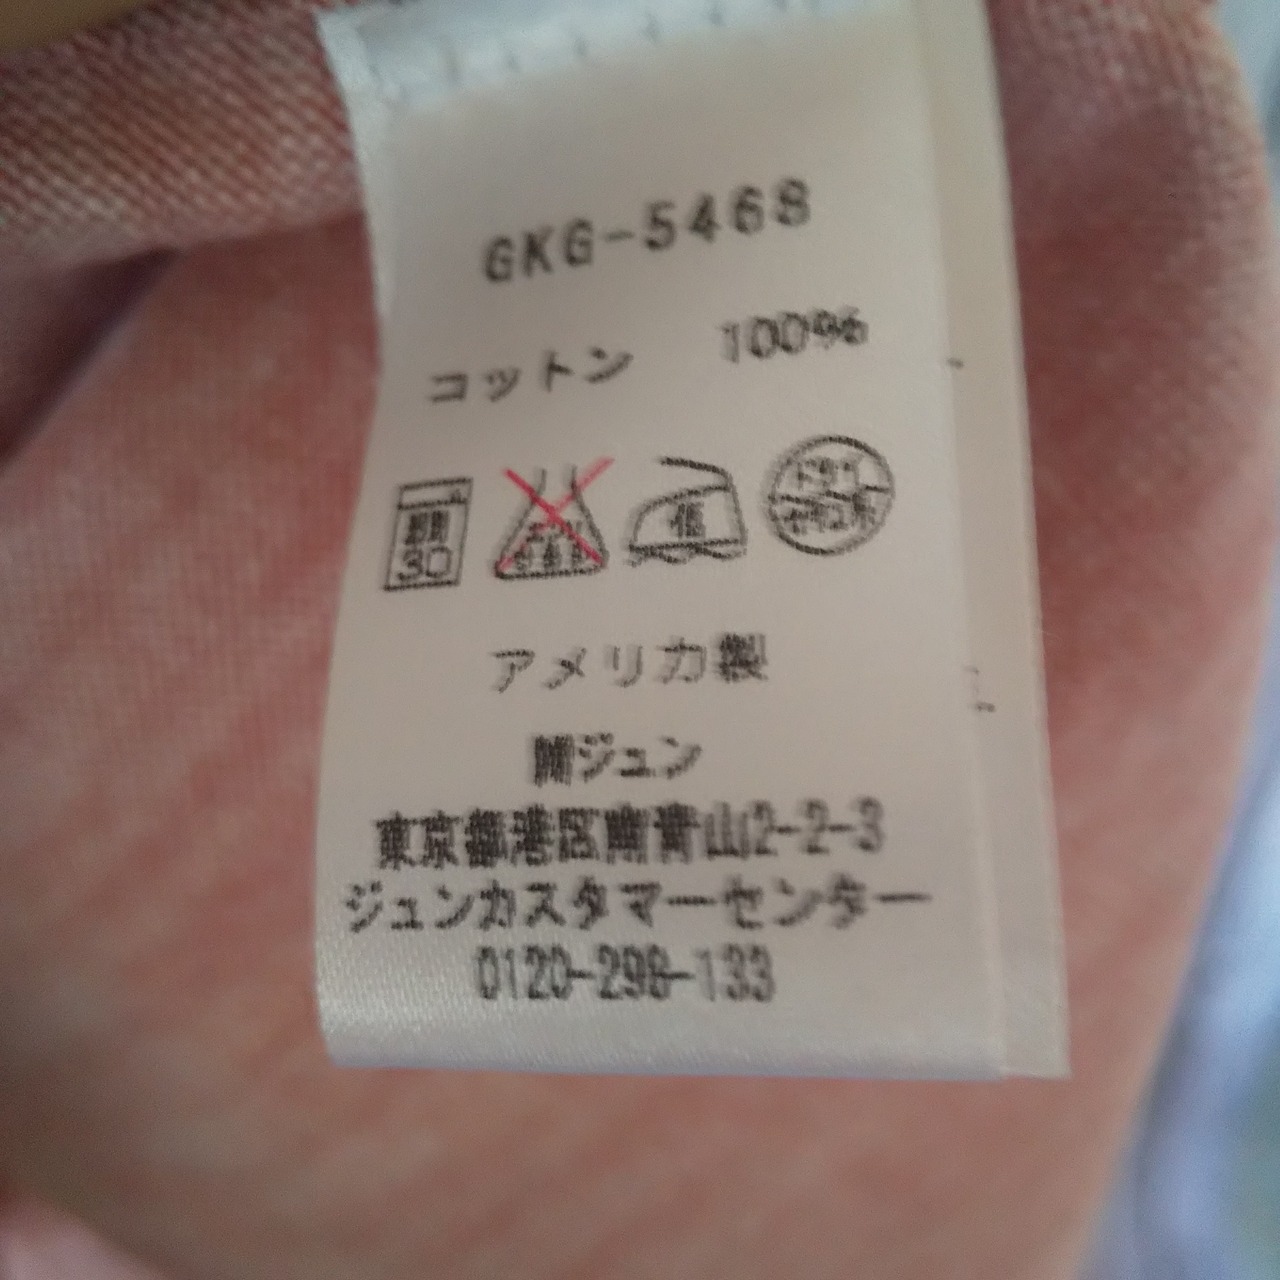 GKG-5468
コットン 100%
30
低
アメリカ製
ジュン
東京都港区南青山2-2-3
ジュンカスタマーセンター
0120-298-133